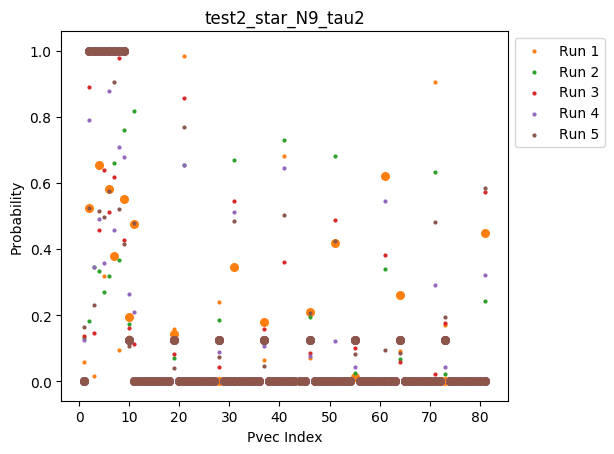 test2_star_N9_tau2
Run 1
Run 2
Run 3
Run 4
Run 5
Probability
1.0
0.8
0.6
0.4
0.2
0.0
0 10 20 30 40 50 60 70 80
Pvec Index